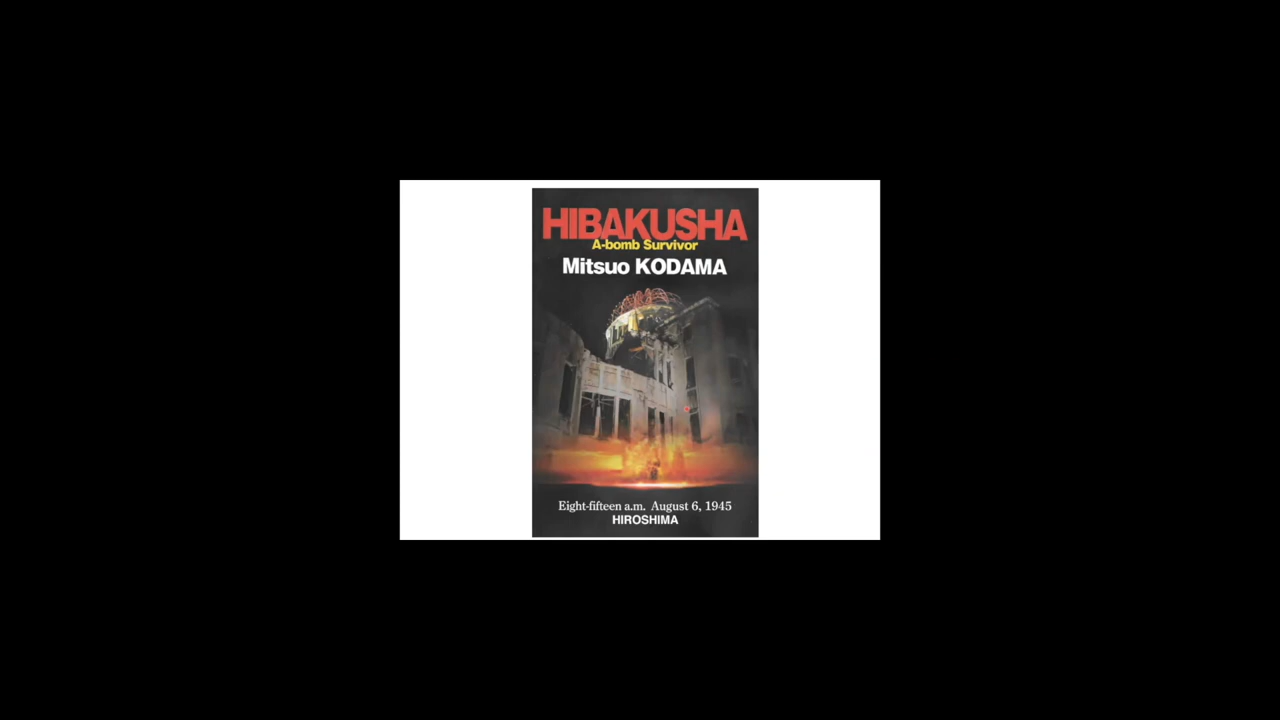 HIBAKUSHA
A-bomb Survivor
Mitsuo KODAMA
Eight-fifteen a.m. August 6, 1945
HIROSHIMA